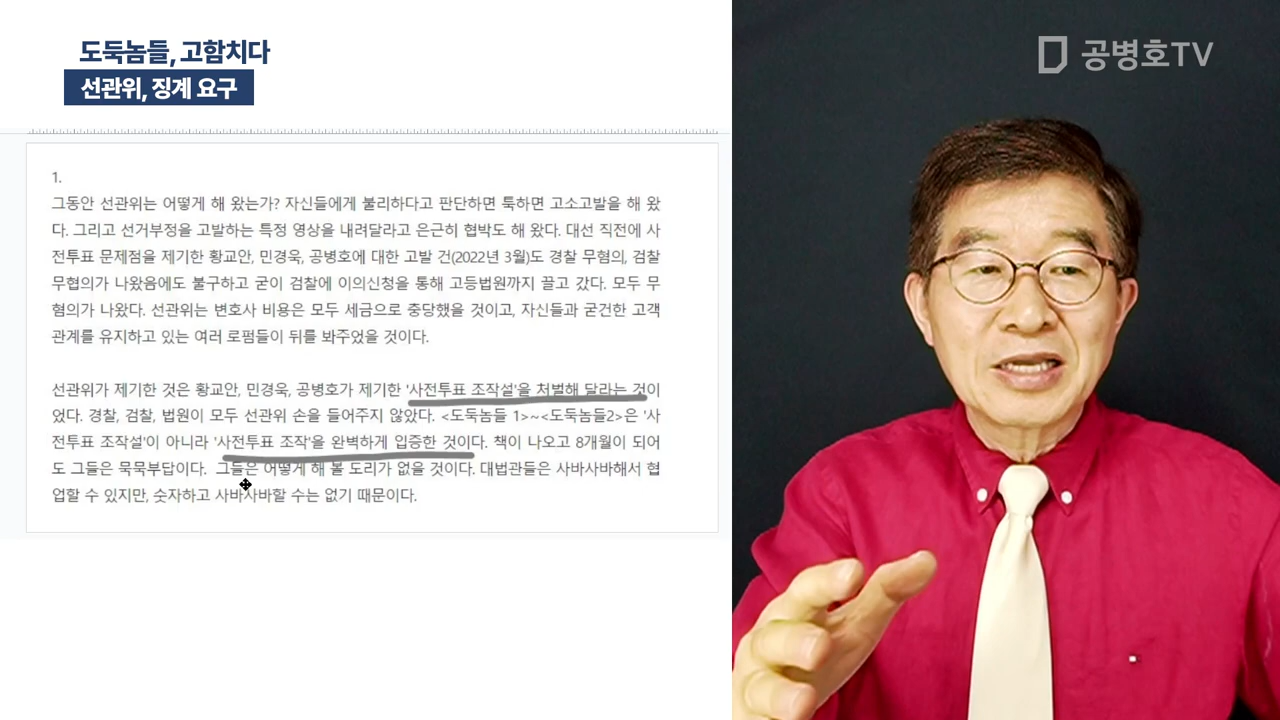 도둑놈들, 고함치다
선관위, 징계 요구
공병호TV
1.
그동안 선관위는 어떻게 해 왔는가? 자신들에게 불리하다고 판단하면 툭하면 고소고발을 해 왔
다. 그리고 선거부정을 고발하는 특정 영상을 내려달라고 은근히 협박도 해 왔다. 대선 직전에 사
전투표 문제점을 제기한 황교안, 민경욱, 공병호에 대한 고발 건(2022년 3월)도 경찰 무혐의, 검찰
무협의가 나왔음에도 불구하고 굳이 검찰에 이의신청을 통해 고등법원까지 끌고 갔다. 모두 무
혐의가 나왔다. 선관위는 변호사 비용은 모두 세금으로 충당했을 것이고, 자신들과 굳건한 고객
관계를 유지하고 있는 여러 로펌들이 뒤를 봐주었을 것이다.
선관위가 제기한 것은 황교안, 민경욱, 공병호가 제기한 '사전투표 조작설'을 처벌해 달라는 것이
었다. 경찰, 검찰, 법원이 모두 선관위 손을 들어주지 않았다. <도둑놈들 1>~<도둑놈들2>은 '사
전투표 조작설'이 아니라 '사전투표 조작'을 완벽하게 입증한 것이다. 책이 나오고 8개월이 되어
도 그들은 묵묵부답이다. 그들은 어떻게 해 볼 도리가 없을 것이다. 대법관들은 사바사바해서 협
업할 수 있지만, 숫자하고 사바사바할 수는 없기 때문이다.